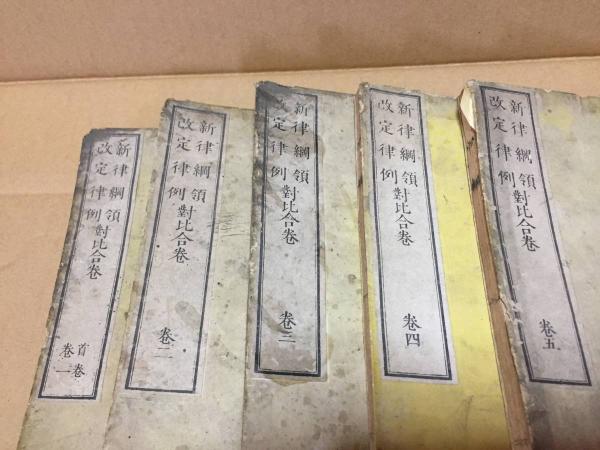 新律綱領
改定律例
對比合卷
首卷
卷一
新律綱領
改定律例
對比合卷
卷二
新律綱領
改定律例
對比合卷
卷三
新律綱領
改定律例
對比合卷
卷四
新律綱領
改定律例
對比合卷
卷五